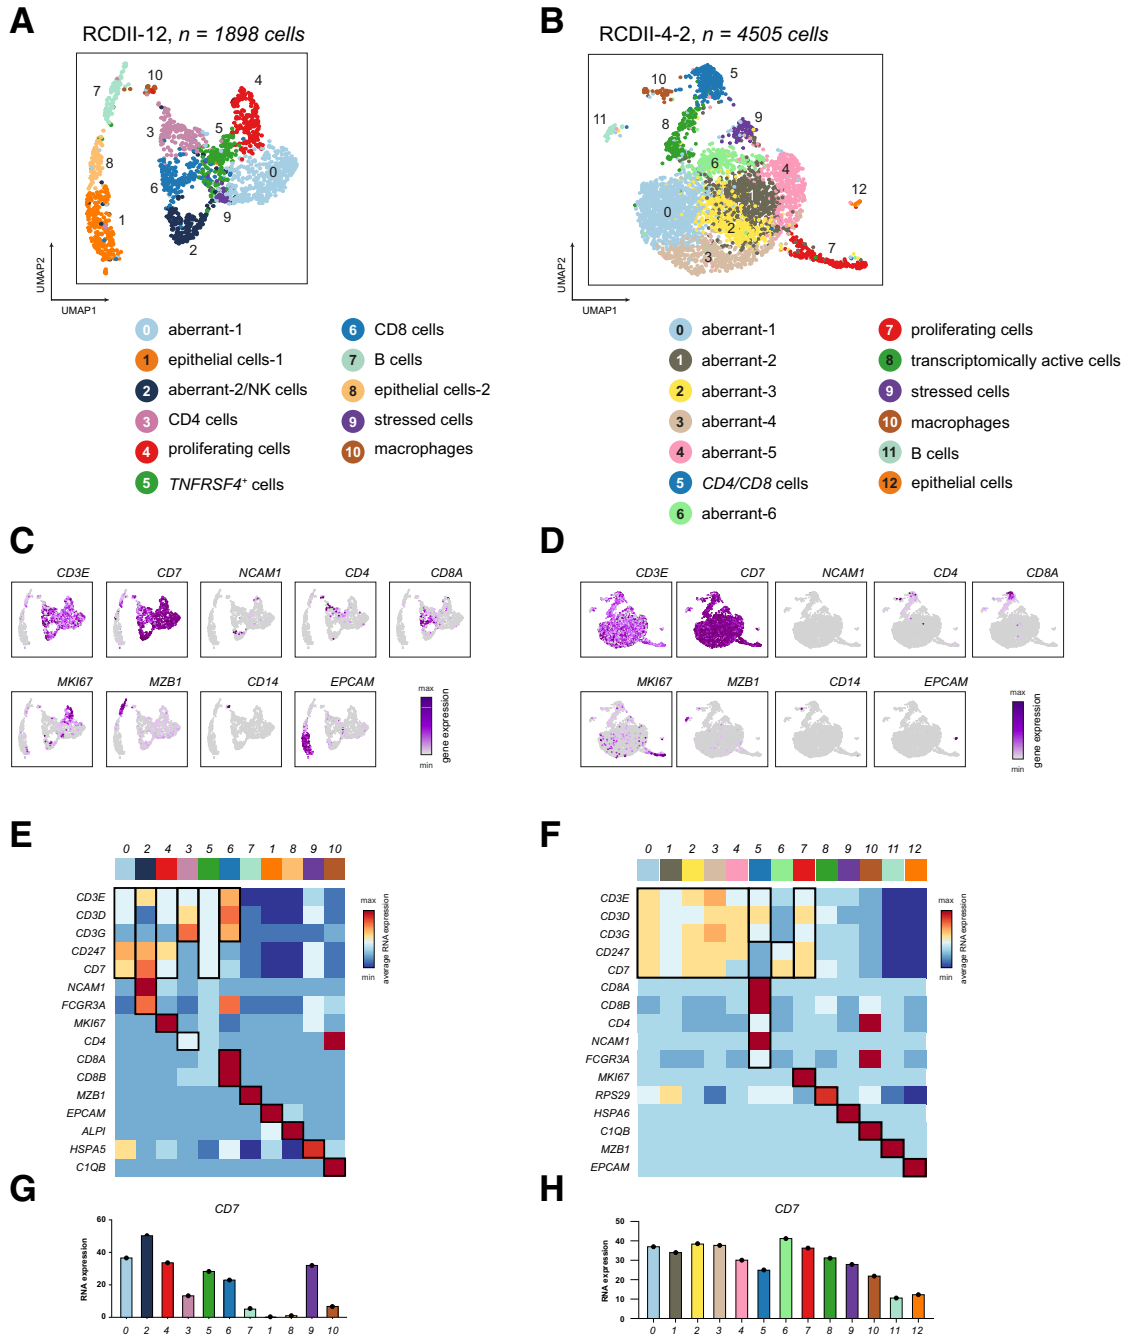 A
RCDII-12, n = 1898 cells
10
7
4
3
5
8
6
0
1
9
2
UMAP2
UMAP1
0 aberrant-1
1 epithelial cells-1
2 aberrant-2/NK cells
3 CD4 cells
4 proliferating cells
5 TNFRSF4+ cells
6 CD8 cells
7 B cells
8 epithelial cells-2
9 stressed cells
10 macrophages
B
RCDII-4-2, n = 4505 cells
10
5
11
8
9
6
4
1
12
0
2
3
7
UMAP2
UMAP1
0 aberrant-1
1 aberrant-2
2 aberrant-3
3 aberrant-4
4 aberrant-5
5 CD4/CD8 cells
6 aberrant-6
7 proliferating cells
8 transcriptomically active cells
9 stressed cells
10 macrophages
11 B cells
12 epithelial cells
C
CD3E CD7 NCAM1 CD4 CD8A
MKI67 MZB1 CD14 EPCAM
max
gene expression
min
D
CD3E CD7 NCAM1 CD4 CD8A
MKI67 MZB1 CD14 EPCAM
max
gene expression
min
E
0 2 4 3 5 6 7 1 8 9 10
CD3E
CD3D
CD3G
CD247
CD7
NCAM1
FCGR3A
MKI67
CD4
CD8A
CD8B
MZB1
EPCAM
ALPI
HSPA5
C1QB
max
average RNA expression
min
F
0 1 2 3 4 5 6 7 8 9 10 11 12
CD3E
CD3D
CD3G
CD247
CD7
CD8A
CD8B
CD4
NCAM1
FCGR3A
MKI67
RPS29
HSPA6
C1QB
MZB1
EPCAM
max
average RNA expression
min
G
CD7
RNA expression
60
40
20
0
0 2 4 3 5 6 7 1 8 9 10
H
CD7
RNA expression
50
40
30
20
10
0
0 1 2 3 4 5 6 7 8 9 10 11 12